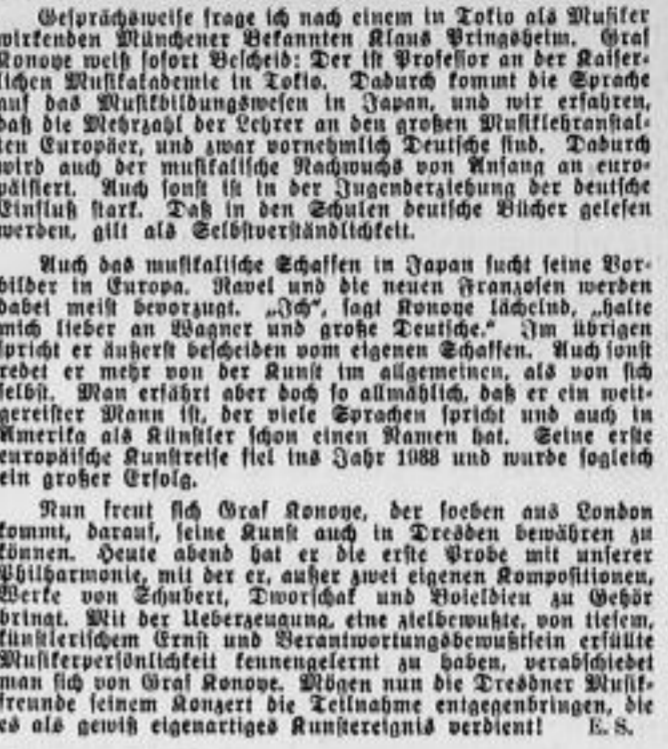 Gesprächsweise frage ich nach einem in Tokio als Musiker
wirkenden Münchener Bekannten Klaus Pringsheim. Graf
Konoye weiß sofort Bescheid: Der ist Professor an der Kaiser-
lichen Musikakademie in Tokio. Dadurch kommt die Sprache
auf das Musikbildungswesen in Japan, und wir erfahren,
daß die Mehrzahl der Lehrer an den großen Musiklehranstal-
ten Europäer, und zwar vornehmlich Deutsche sind. Dadurch
wird auch der musikalische Nachwuchs von Anfang an euro-
päisiert. Auch sonst ist in der Jugenderziehung der deutsche
Einfluß stark. Daß in den Schulen deutsche Bücher gelesen
werden, gilt als Selbstverständlichkeit.
Auch das musikalische Schaffen in Japan sucht seine Vor-
bilder in Europa. Ravel und die neuen Franzosen werden
dabei meist bevorzugt. „Ich“, sagt Konoye lächelnd, „halte
mich lieber an Wagner und große Deutsche.“ Im übrigen
spricht er äußerst bescheiden vom eigenen Schaffen. Auch sonst
redet er mehr von der Kunst im allgemeinen, als von sich
selbst. Man erfährt aber doch so allmählich, daß er ein weit-
gereister Mann ist, der viele Sprachen spricht und auch in
Amerika als Künstler schon einen Namen hat. Seine erste
europäische Kunstreise fiel ins Jahr 1988 und wurde sogleich
ein großer Erfolg.
Nun freut sich Graf Konoye, der soeben aus London
kommt, darauf, seine Kunst auch in Dresden bewähren zu
können. Heute abend hat er die erste Probe mit unserer
Philharmonie, mit der er, außer zwei eigenen Kompositionen,
Werke von Schubert, Dworschak und Boieldieu zu Gehör
bringt. Mit der Ueberzeugung, eine zielbewußte, von tiefem,
künstlerischem Ernst und Verantwortungsbewußtsein erfüllte
Musikerpersönlichkeit kennengelernt zu haben, verabschiedet
man sich von Graf Konoye. Mögen nun die Dresdner Musik-
freunde seinem Konzert die Teilnahme entgegenbringen, die
es als gewiß eigenartiges Kunstereignis verdient! E. S.